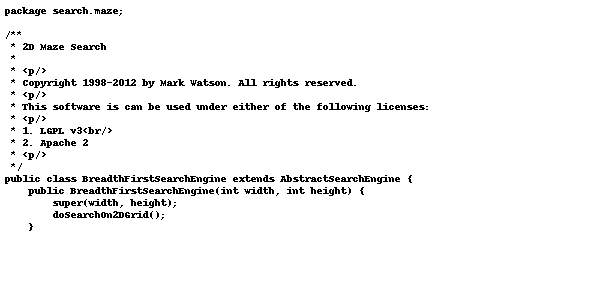 package search.maze;

/**
 * 2D Maze Search
 *
 * <p/>
 * Copyright 1998-2012 by Mark Watson. All rights reserved.
 * <p/>
 * This software is can be used under either of the following licenses:
 * <p/>
 * 1. LGPL v3<br/>
 * 2. Apache 2
 * <p/>
 */
public class BreadthFirstSearchEngine extends AbstractSearchEngine {
    public BreadthFirstSearchEngine(int width, int height) {
        super(width, height);
        doSearchOn2DGrid();
    }